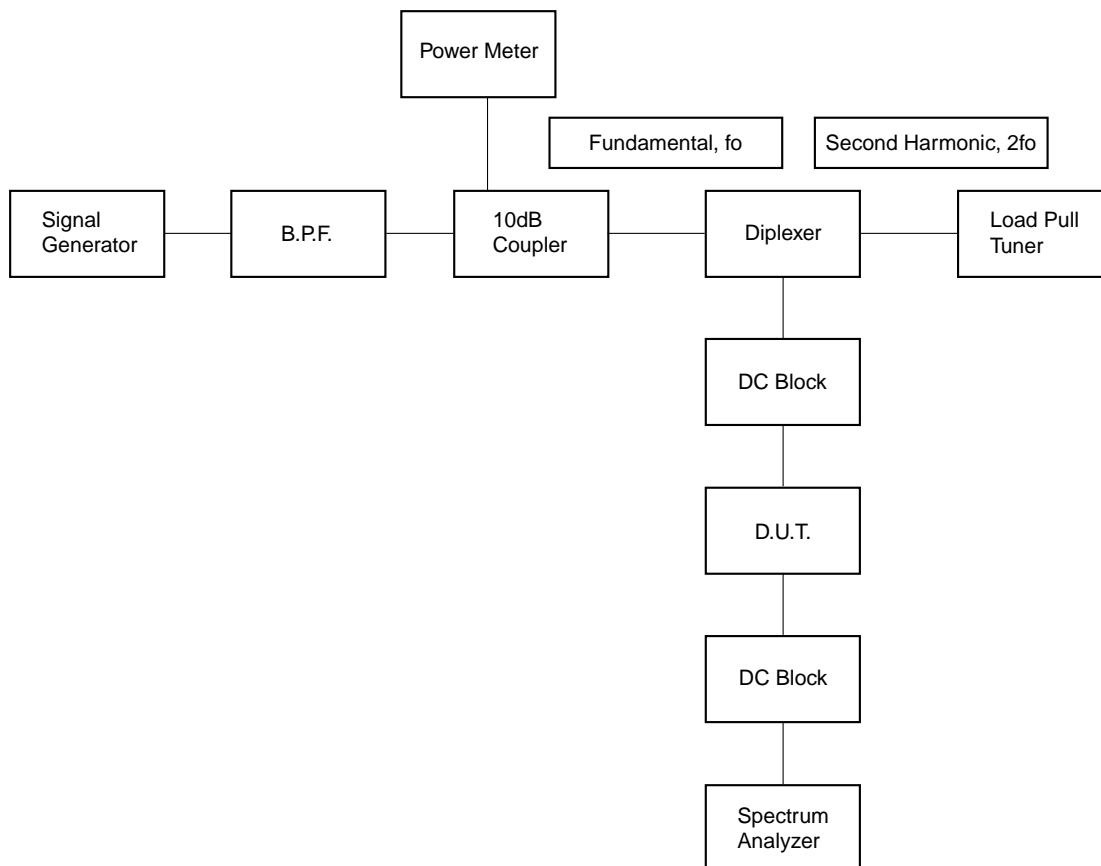 Power Meter
Fundamental, fo
Second Harmonic, 2fo
Signal
Generator
B.P.F.
10dB
Coupler
Diplexer
Load Pull
Tuner
DC Block
D.U.T.
DC Block
Spectrum
Analyzer